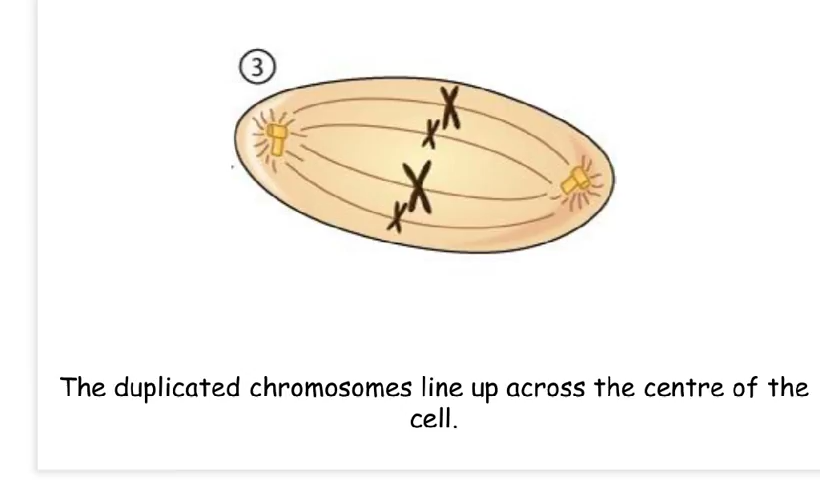 ③
The duplicated chromosomes line up across the centre of the
cell.